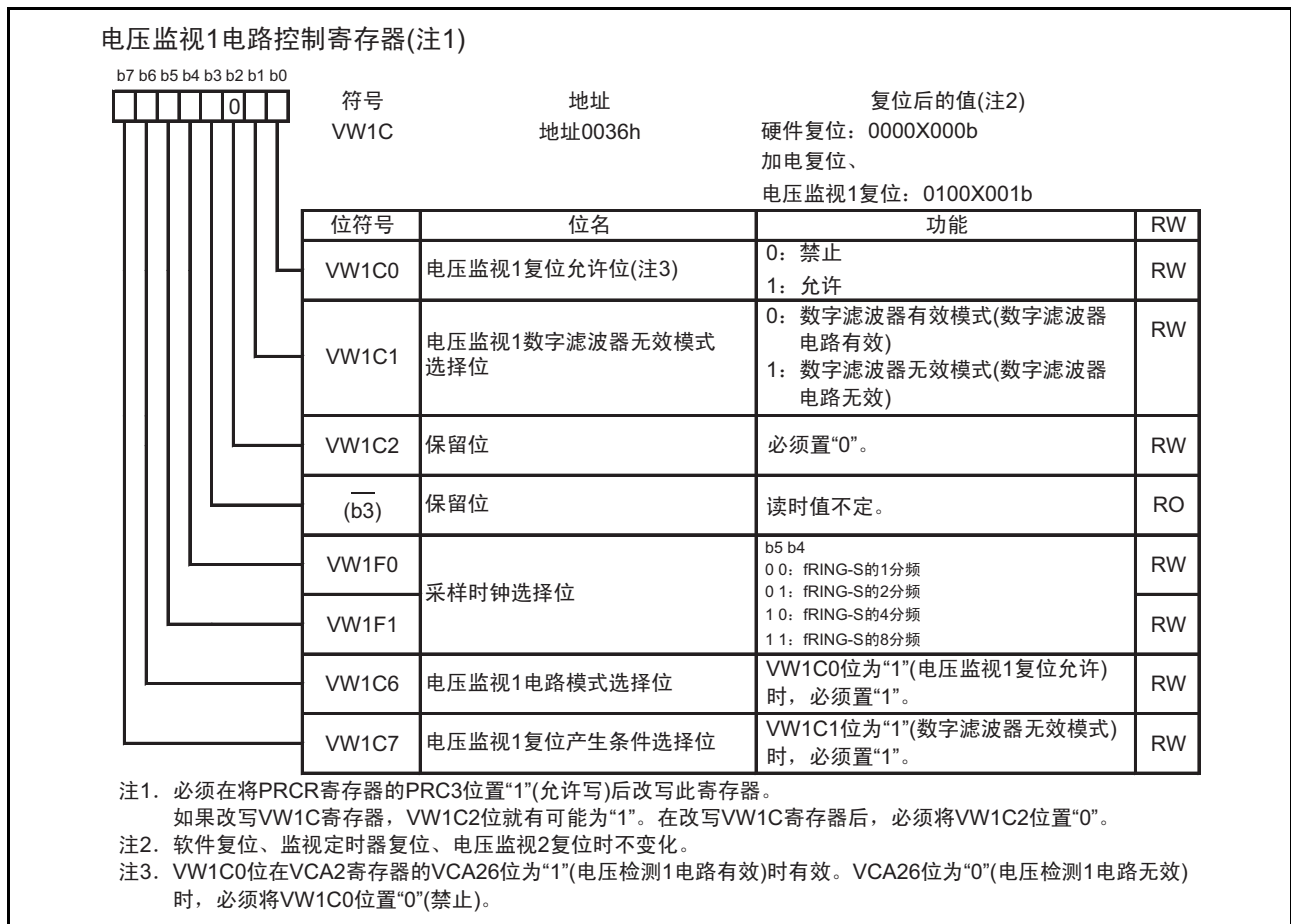 电压监视1电路控制寄存器(注1)
b7 b6 b5 b4 b3 b2 b1 b0
0
符号 地址 复位后的值(注2)
VW1C 地址0036h 硬件复位：0000X000b
加电复位、
电压监视1复位：0100X001b
位符号 位名 功能 RW
VW1C0 电压监视1复位允许位(注3) 0：禁止 RW
1：允许
VW1C1 电压监视1数字滤波器无效模式 0：数字滤波器有效模式(数字滤波器 RW
选择位 电路有效)
1：数字滤波器无效模式(数字滤波器
电路无效)
VW1C2 保留位 必须置“0”。 RW
(b3) 保留位 读时值不定。 RO
VW1F0 采样时钟选择位 b5 b4 RW
0 0：fRING-S的1分频
0 1：fRING-S的2分频
VW1F1 1 0：fRING-S的4分频 RW
1 1：fRING-S的8分频
VW1C6 电压监视1电路模式选择位 VW1C0位为“1”(电压监视1复位允许) RW
时，必须置“1”。
VW1C7 电压监视1复位产生条件选择位 VW1C1位为“1”(数字滤波器无效模式) RW
时，必须置“1”。
注1．必须在将PRCR寄存器的PRC3位置“1”(允许写)后改写此寄存器。
如果改写VW1C寄存器，VW1C2位就有可能为“1”。在改写VW1C寄存器后，必须将VW1C2位置“0”。
注2．软件复位、监视定时器复位、电压监视2复位时不变化。
注3．VW1C0位在VCA2寄存器的VCA26位为“1”(电压检测1电路有效)时有效。VCA26位为“0”(电压检测1电路无效)
时，必须将VW1C0位置“0”(禁止)。